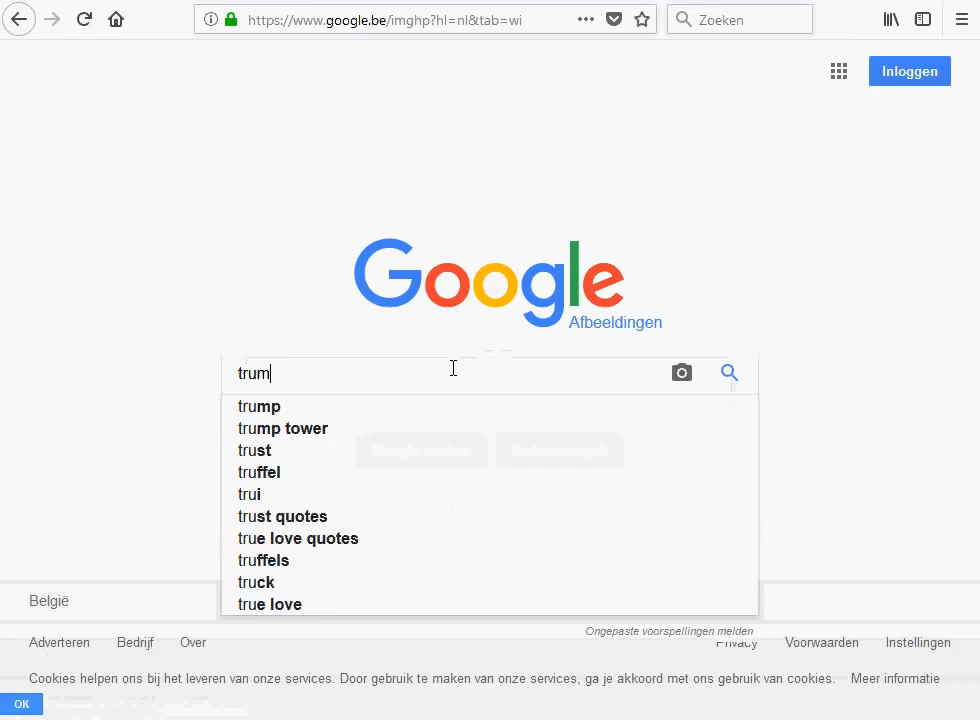 https://www.google.be/imghp?hl=nl&tab=wi
Zoeken
Inloggen
Google
Afbeeldingen
trum
trump
trump tower
trust
truffel
trui
trust quotes
true love quotes
truffels
truck
true love
België
Ongepaste voorspellingen melden
Adverteren Bedrijf Over Privacy Voorwaarden Instellingen
Cookies helpen ons bij het leveren van onze services. Door gebruik te maken van onze services, ga je akkoord met ons gebruik van cookies. Meer informatie
OK